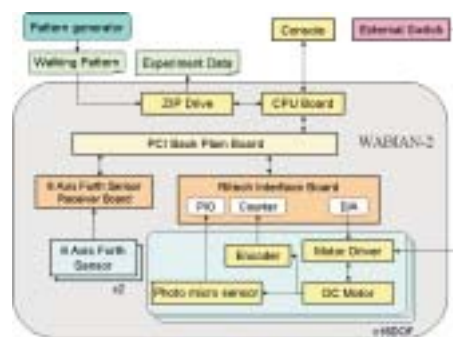 Pattern generator
Console
External Switch
Walking Pattern
Experiment Data
ZIP Drive
CPU Board
PCI Back Plain Board
WABIAN-2
6 Axis Forth Sensor
Receiver Board
Ritech Interface Board
PIO
Counter
D/A
6 Axis Forth
Sensor
x2
Encoder
Motor Driver
Photo micro sensor
DC Motor